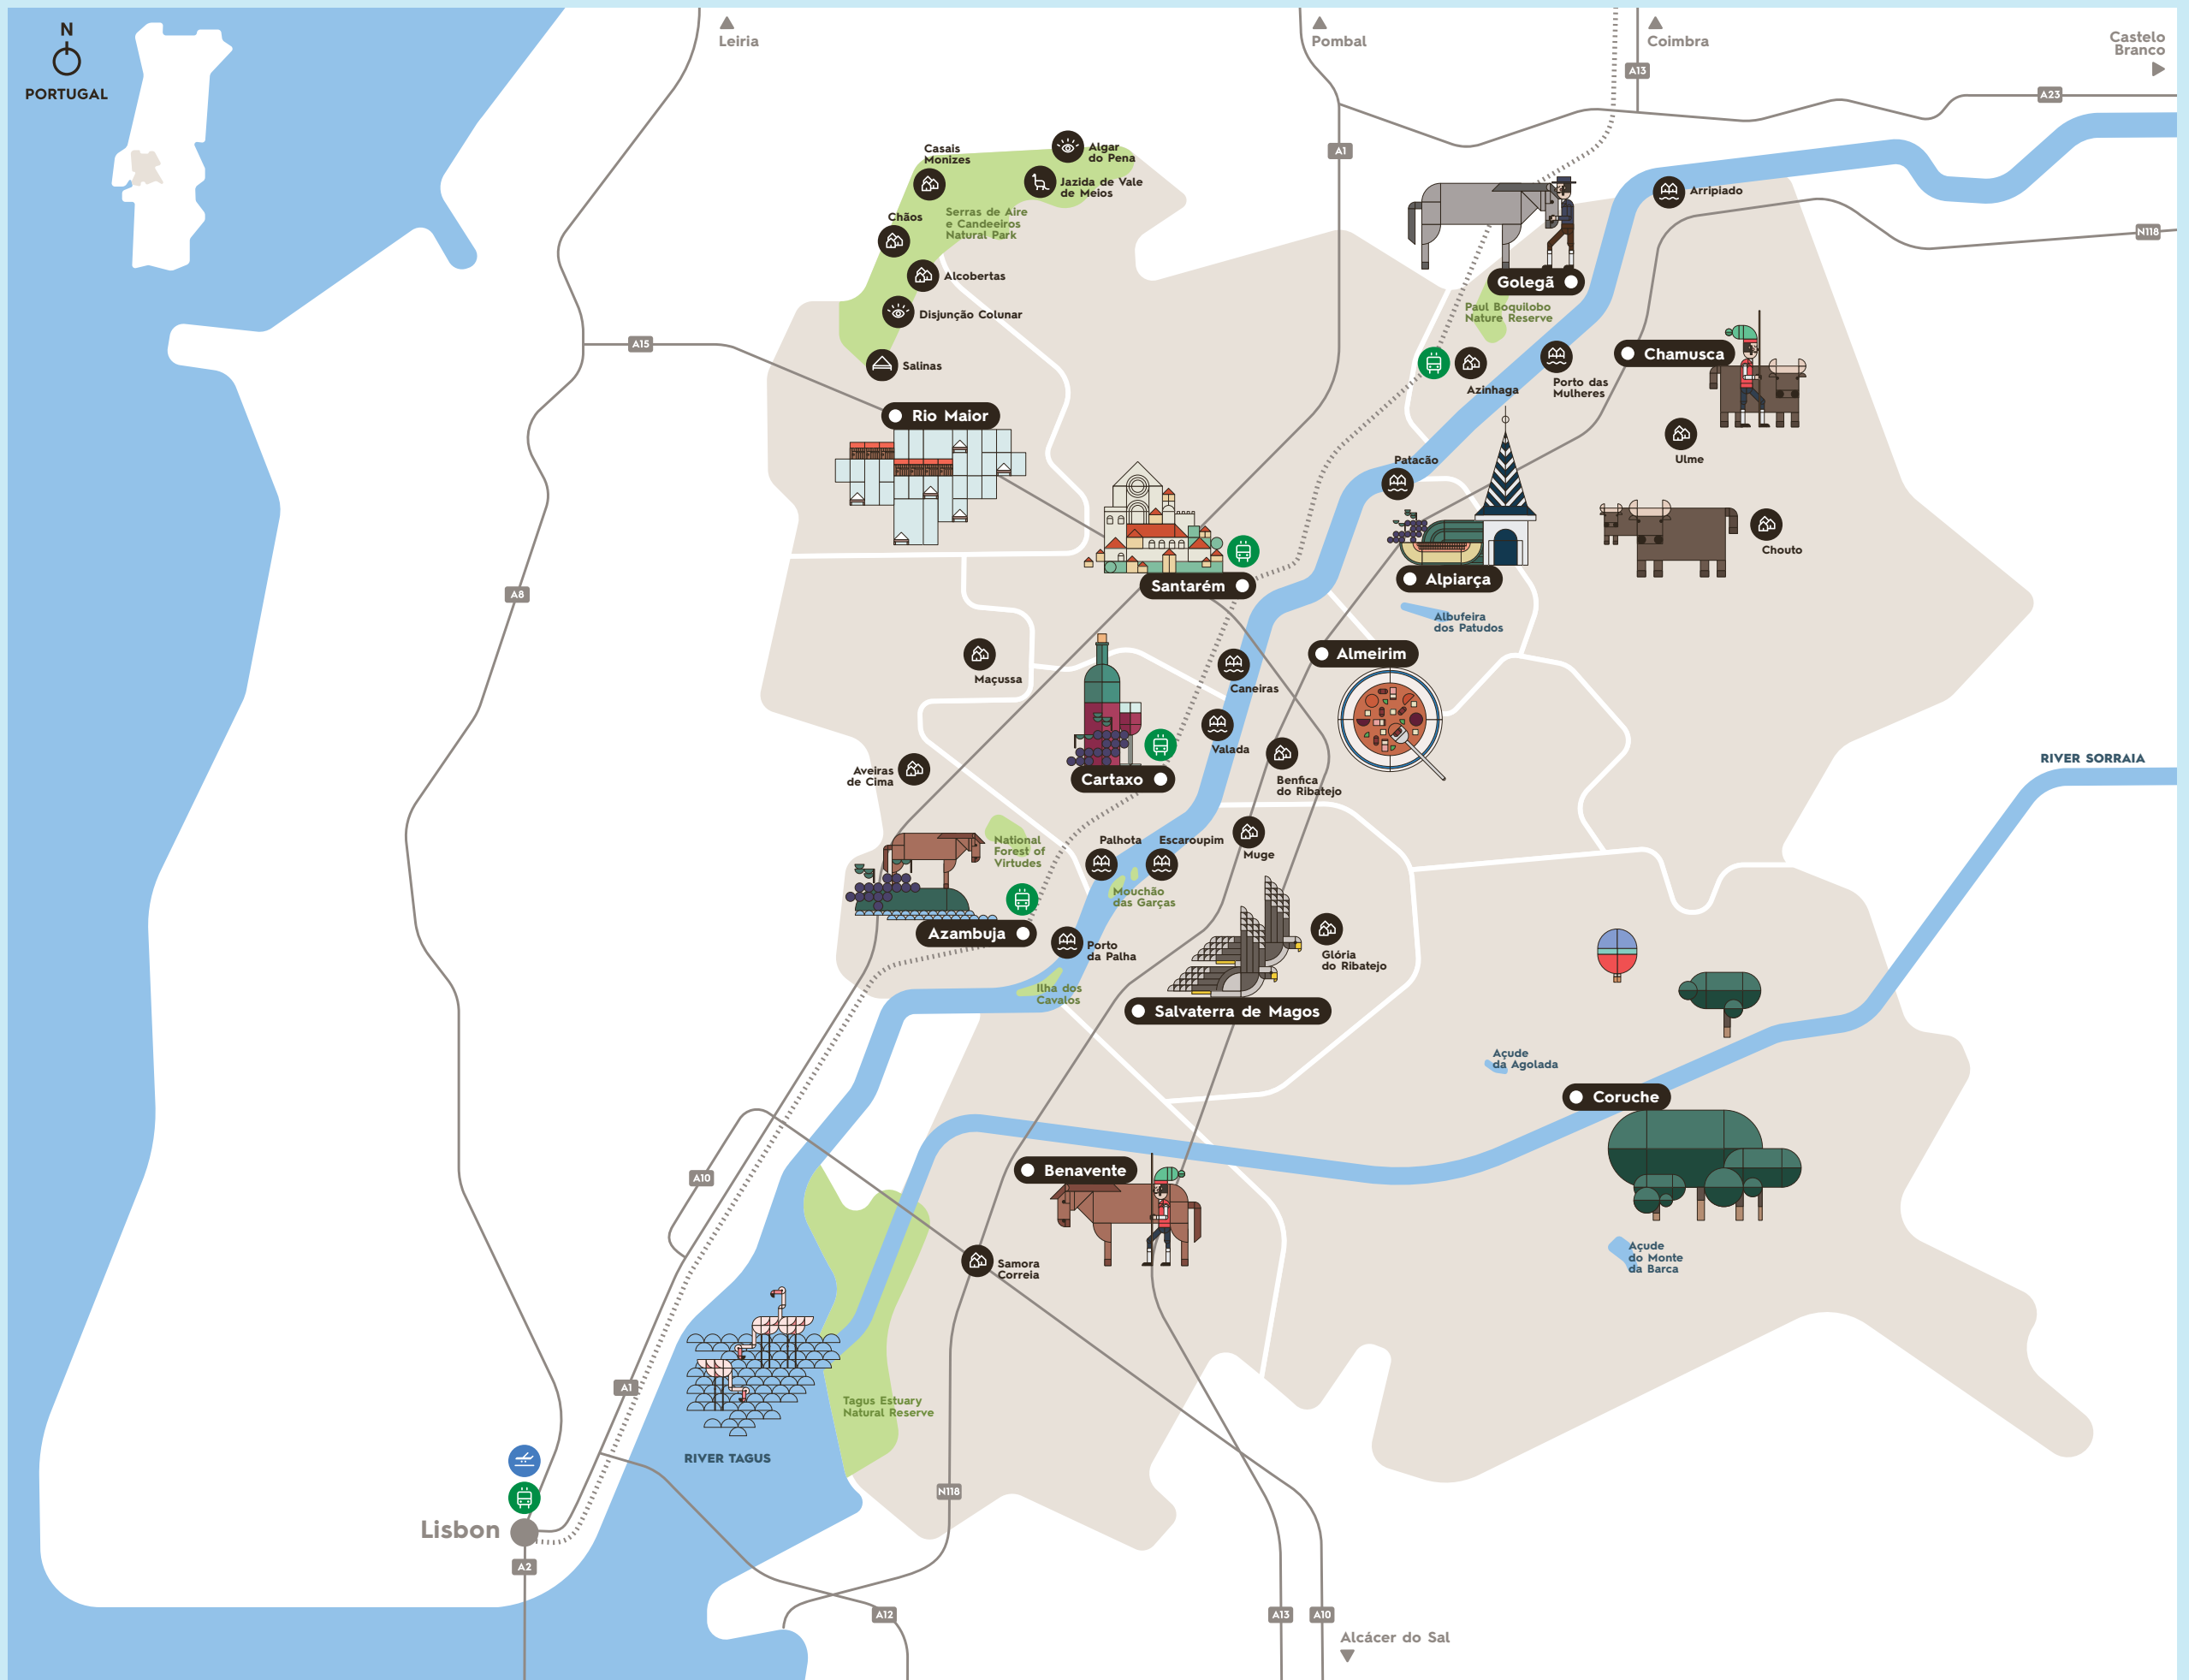 N
PORTUGAL
Leiria
Pombal
Coimbra
Castelo
Branco
A13
A23
A1
N118
Casais
Monizes
Algar
do Pena
Jazida de Vale
de Meios
Serras de Aire
e Candeeiros
Natural Park
Chãos
Alcobertas
Disjunção Colunar
Salinas
A15
Rio Maior
Arripiado
Golegã
Paul Boquilobo
Nature Reserve
Azinhaga
Porto das
Mulheres
Chamusca
Ulme
Chouto
Patacão
Alpiarça
Albufeira
dos Patudos
Santarém
A8
Maçussa
Almeirim
Caneiras
Valada
Cartaxo
Benfica
do Ribatejo
Aveiras
de Cima
RIVER SORRAIA
National
Forest of
Virtudes
Palhota
Escaroupim
Muge
Mouchão
das Garças
Azambuja
Porto
da Palha
Glória
do Ribatejo
Ilha dos
Cavalos
Salvaterra de Magos
Açude
da Agolada
Coruche
Benavente
A10
Samora
Correia
Açude
do Monte
da Barca
A1
Tagus Estuary
Natural Reserve
RIVER TAGUS
N118
Lisbon
A2
A12
A13
A10
Alcácer do Sal